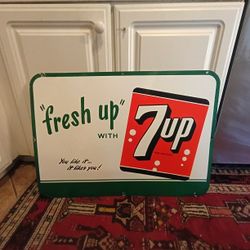 "fresh up"
WITH
7up
You like it...
it likes you!